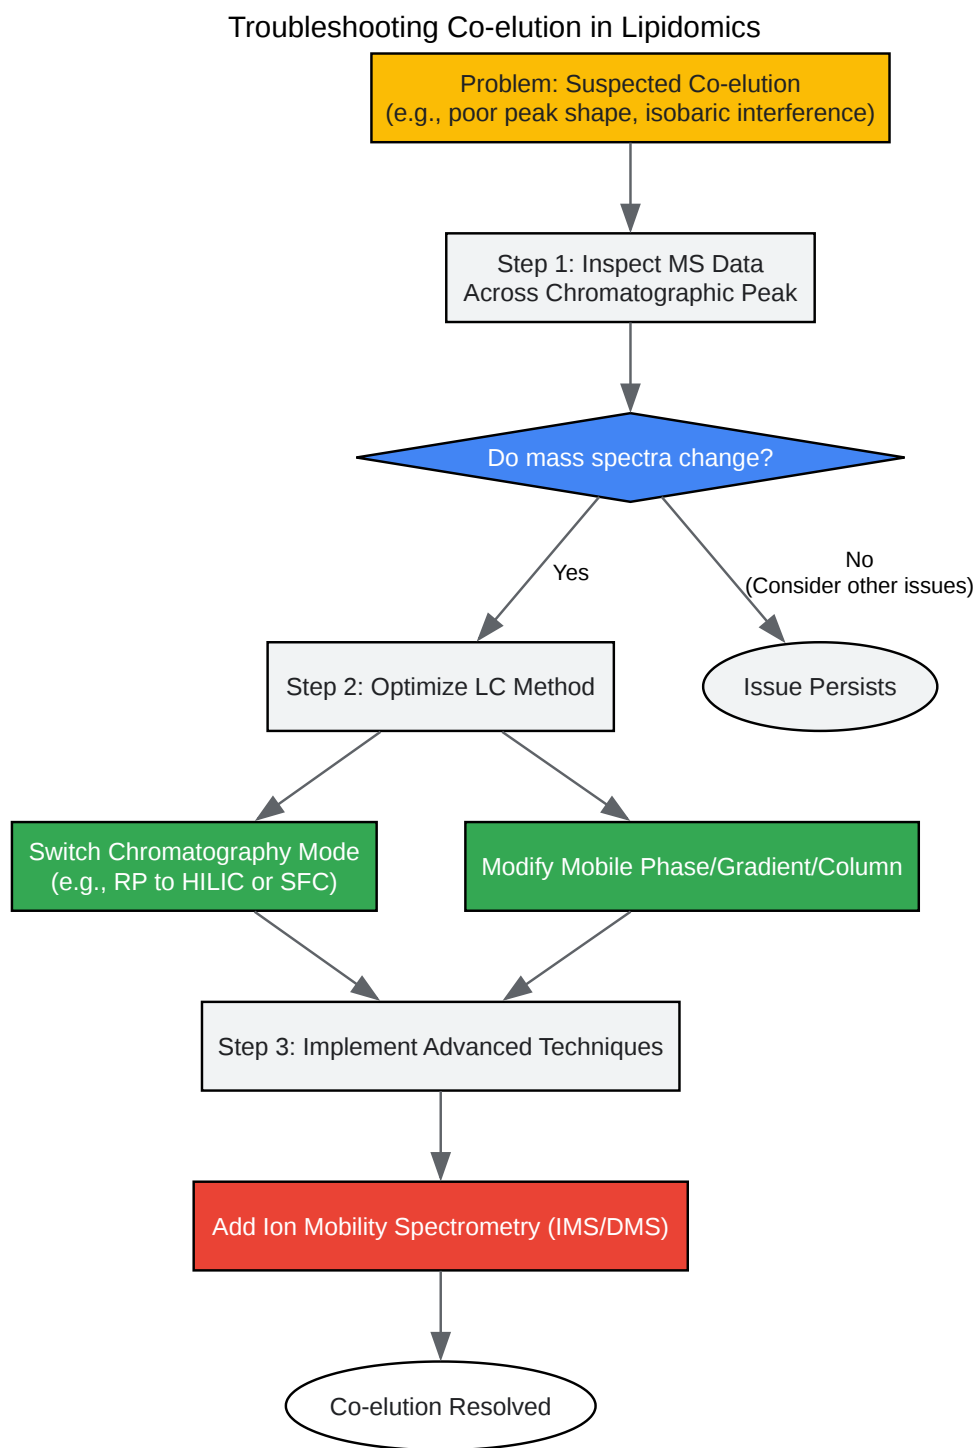 Troubleshooting Co-elution in Lipidomics
Problem: Suspected Co-elution
(e.g., poor peak shape, isobaric interference)
Step 1: Inspect MS Data
Across Chromatographic Peak
Do mass spectra change?
Yes
No
(Consider other issues)
Step 2: Optimize LC Method
Issue Persists
Switch Chromatography Mode
(e.g., RP to HILIC or SFC)
Modify Mobile Phase/Gradient/Column
Step 3: Implement Advanced Techniques
Add Ion Mobility Spectrometry (IMS/DMS)
Co-elution Resolved